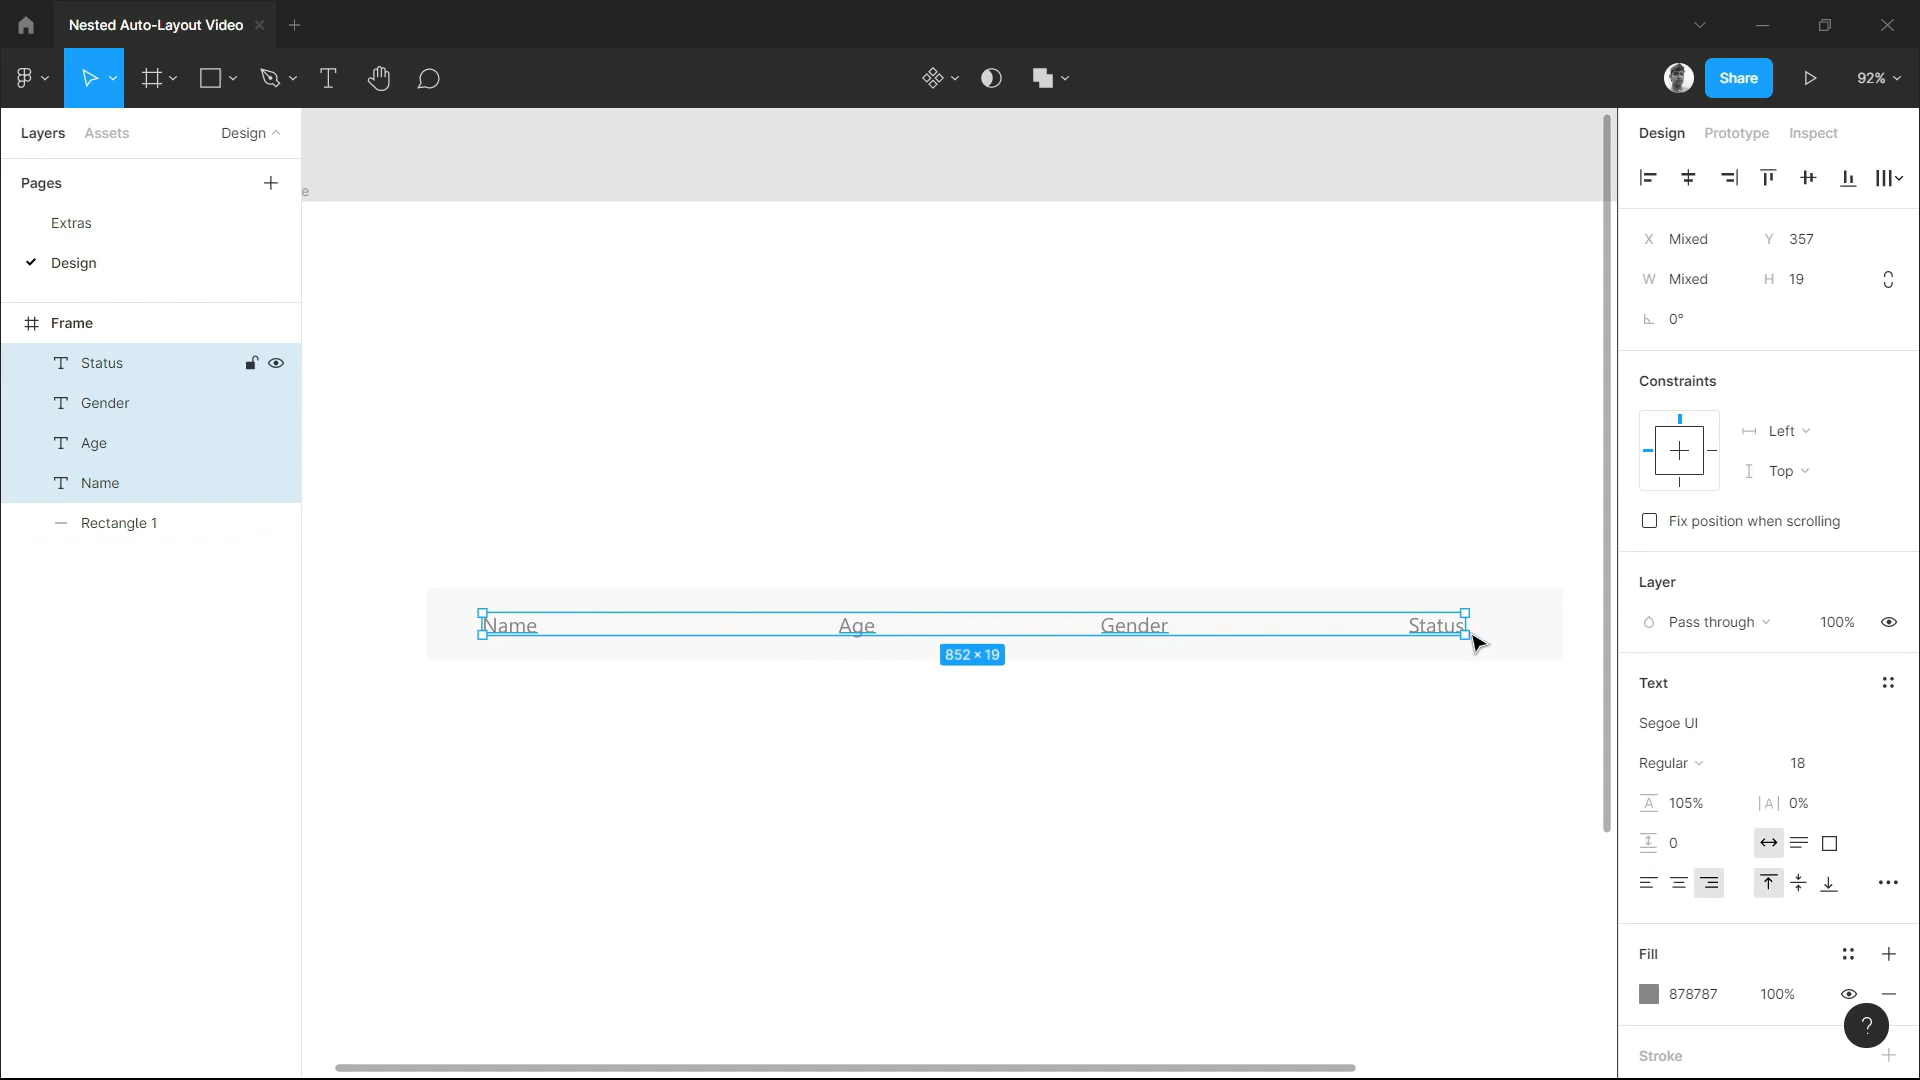 Nested Auto-Layout Video
Share
92%
Layers Assets Design
Pages
Extras
Design
Frame
Status
Gender
Age
Name
Rectangle 1
e
Name Age Gender Status
852 × 19
Design Prototype Inspect
X Mixed Y 357
W Mixed H 19
0°
Constraints
Left
Top
Fix position when scrolling
Layer
Pass through 100%
Text
Segoe UI
Regular 18
A 105% |A| 0%
0
Fill
878787 100%
?
Stroke